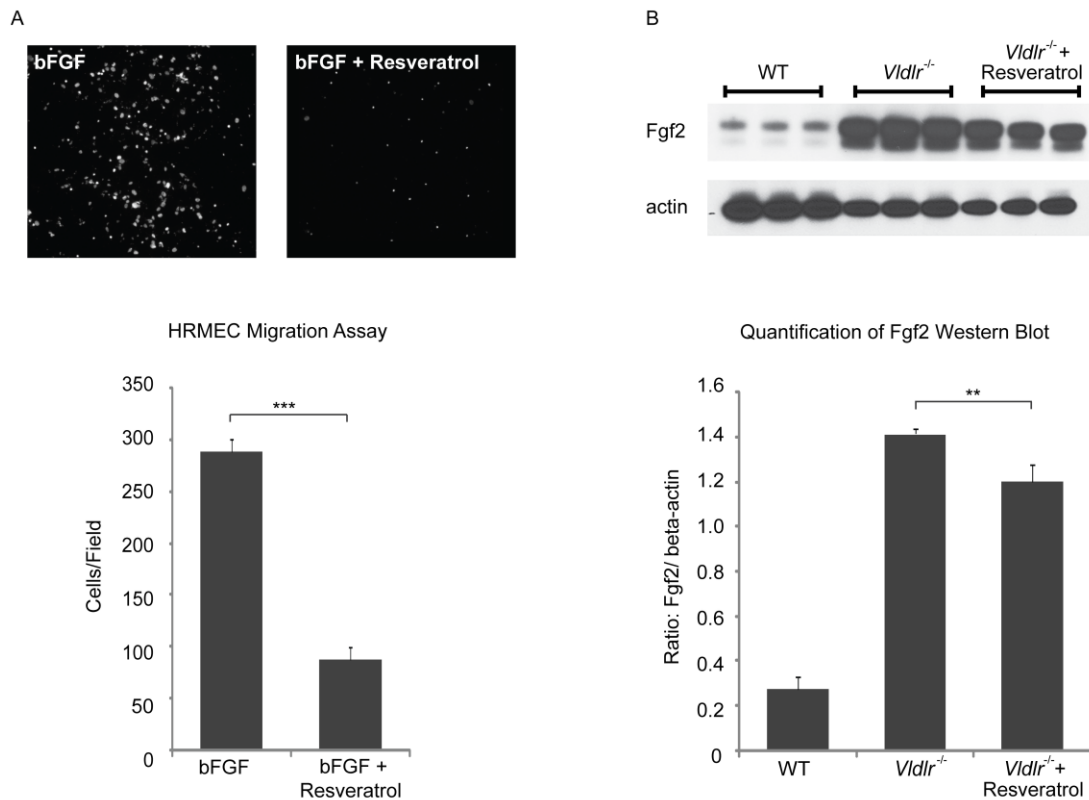 A
bFGF
bFGF + Resveratrol
HRMEC Migration Assay
Cells/Field
350
300
250
200
150
100
50
0
***
bFGF
bFGF +
Resveratrol
B
WT
Vldlr-/-
Vldlr-/- +
Resveratrol
Fgf2
actin
Quantification of Fgf2 Western Blot
Ratio: Fgf2/ beta-actin
1.6
1.4
1.2
1.0
0.8
0.6
0.4
0.2
0
**
WT
Vldlr-/-
Vldlr-/- +
Resveratrol